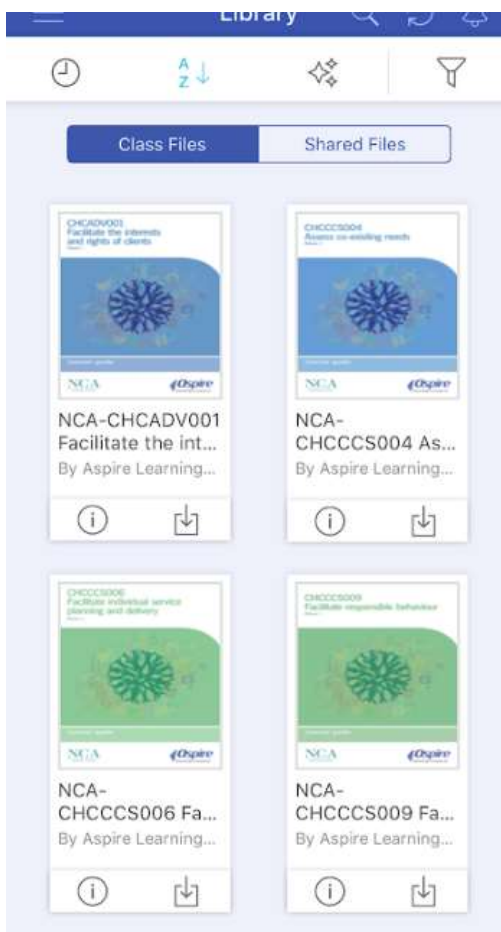 Library
A
Z
Class Files
Shared Files
CHCADV001
Facilitate the interests
and rights of clients
NCA
Aspire
NCA-CHCADV001
Facilitate the int...
By Aspire Learning...
CHCCCS004
Assess co-existing needs
NCA
Aspire
NCA-
CHCCCS004 As...
By Aspire Learning...
CHCCCS006
Facilitate individual service
planning and delivery
NCA
Aspire
NCA-
CHCCCS006 Fa...
By Aspire Learning...
CHCCCS009
Facilitate responsible behaviour
NCA
Aspire
NCA-
CHCCCS009 Fa...
By Aspire Learning...